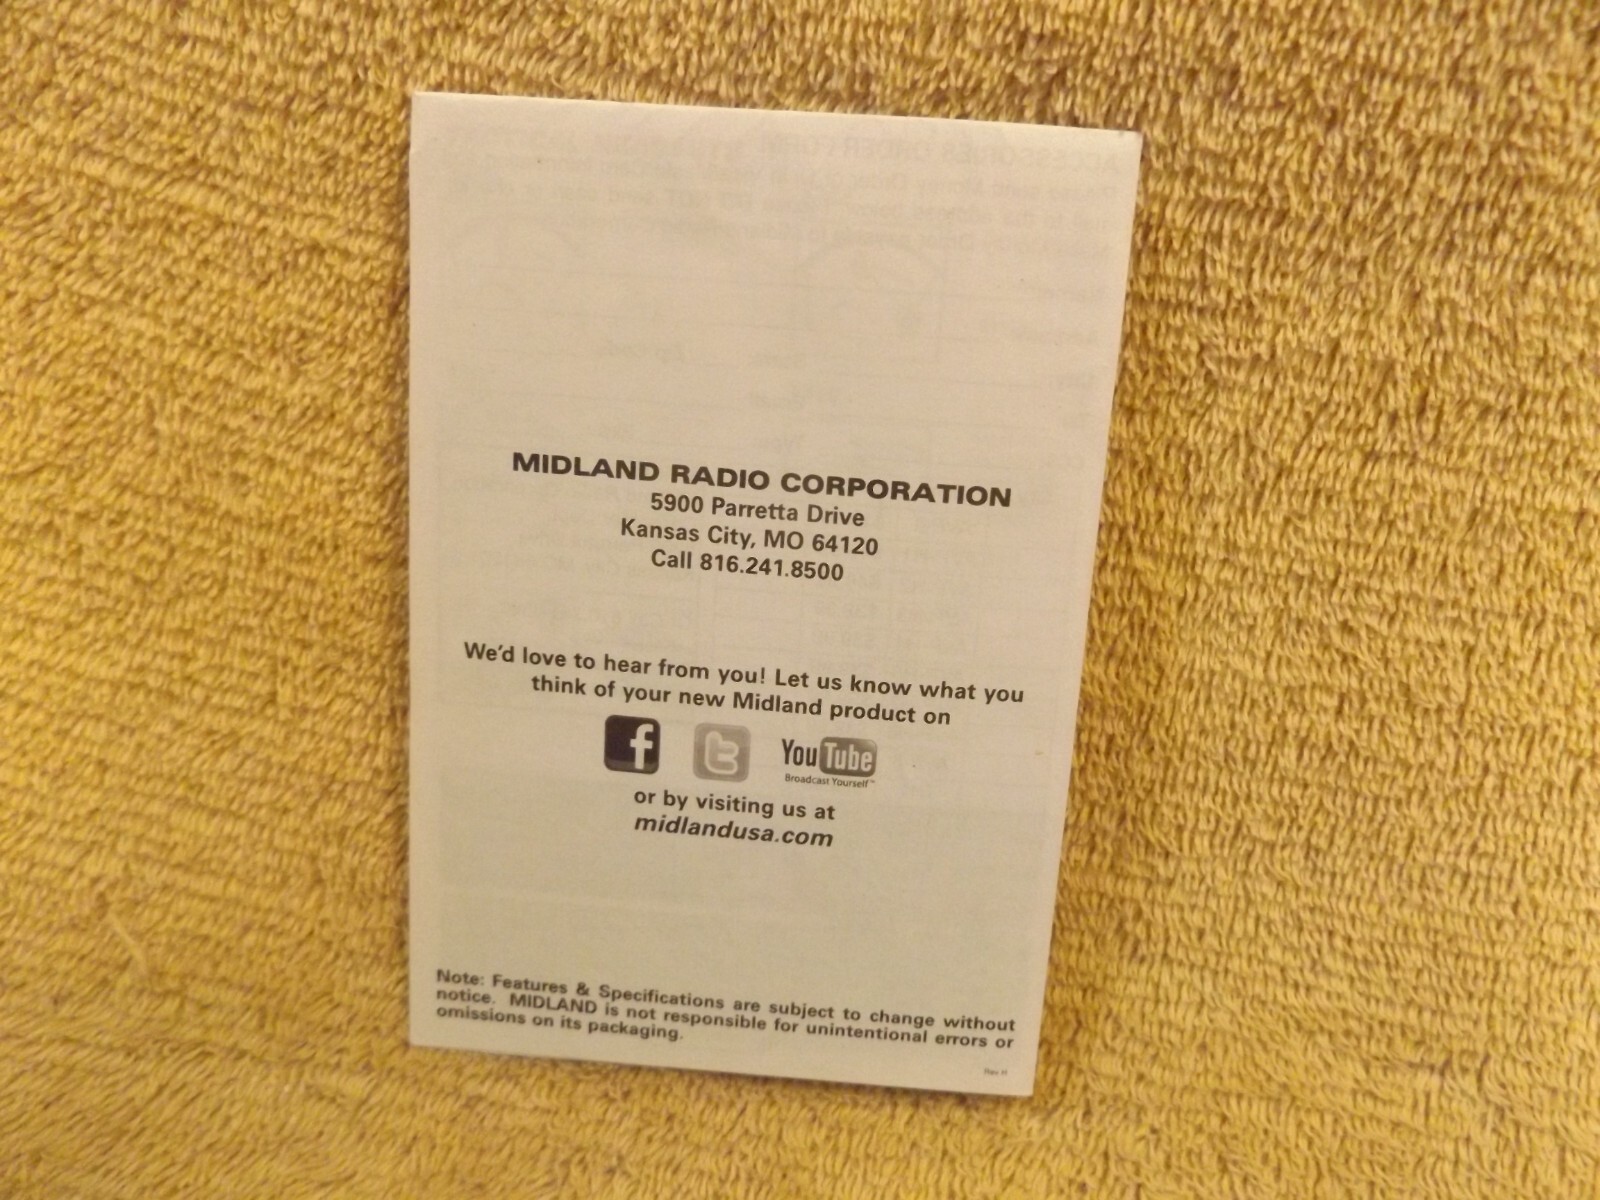 MIDLAND RADIO CORPORATION
5900 Parretta Drive
Kansas City, MO 64120
Call 816.241.8500
We'd love to hear from you! Let us know what you
think of your new Midland product on
f t YouTube
Broadcast Yourself™
or by visiting us at
midlandusa.com
Note: Features & Specifications are subject to change without
notice. MIDLAND is not responsible for unintentional errors or
omissions on its packaging.
Rev H